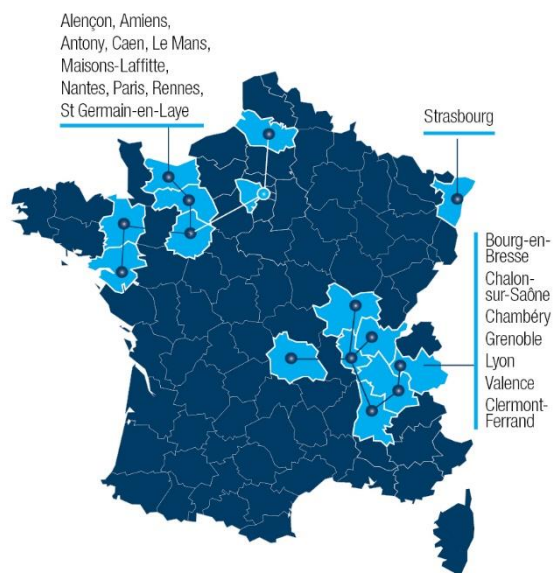 Alençon, Amiens,
Antony, Caen, Le Mans,
Maisons-Laffitte,
Nantes, Paris, Rennes,
St Germain-en-Laye
Strasbourg
Bourg-en-
Bresse
Chalon-
sur-Saône
Chambéry
Grenoble
Lyon
Valence
Clermont-
Ferrand